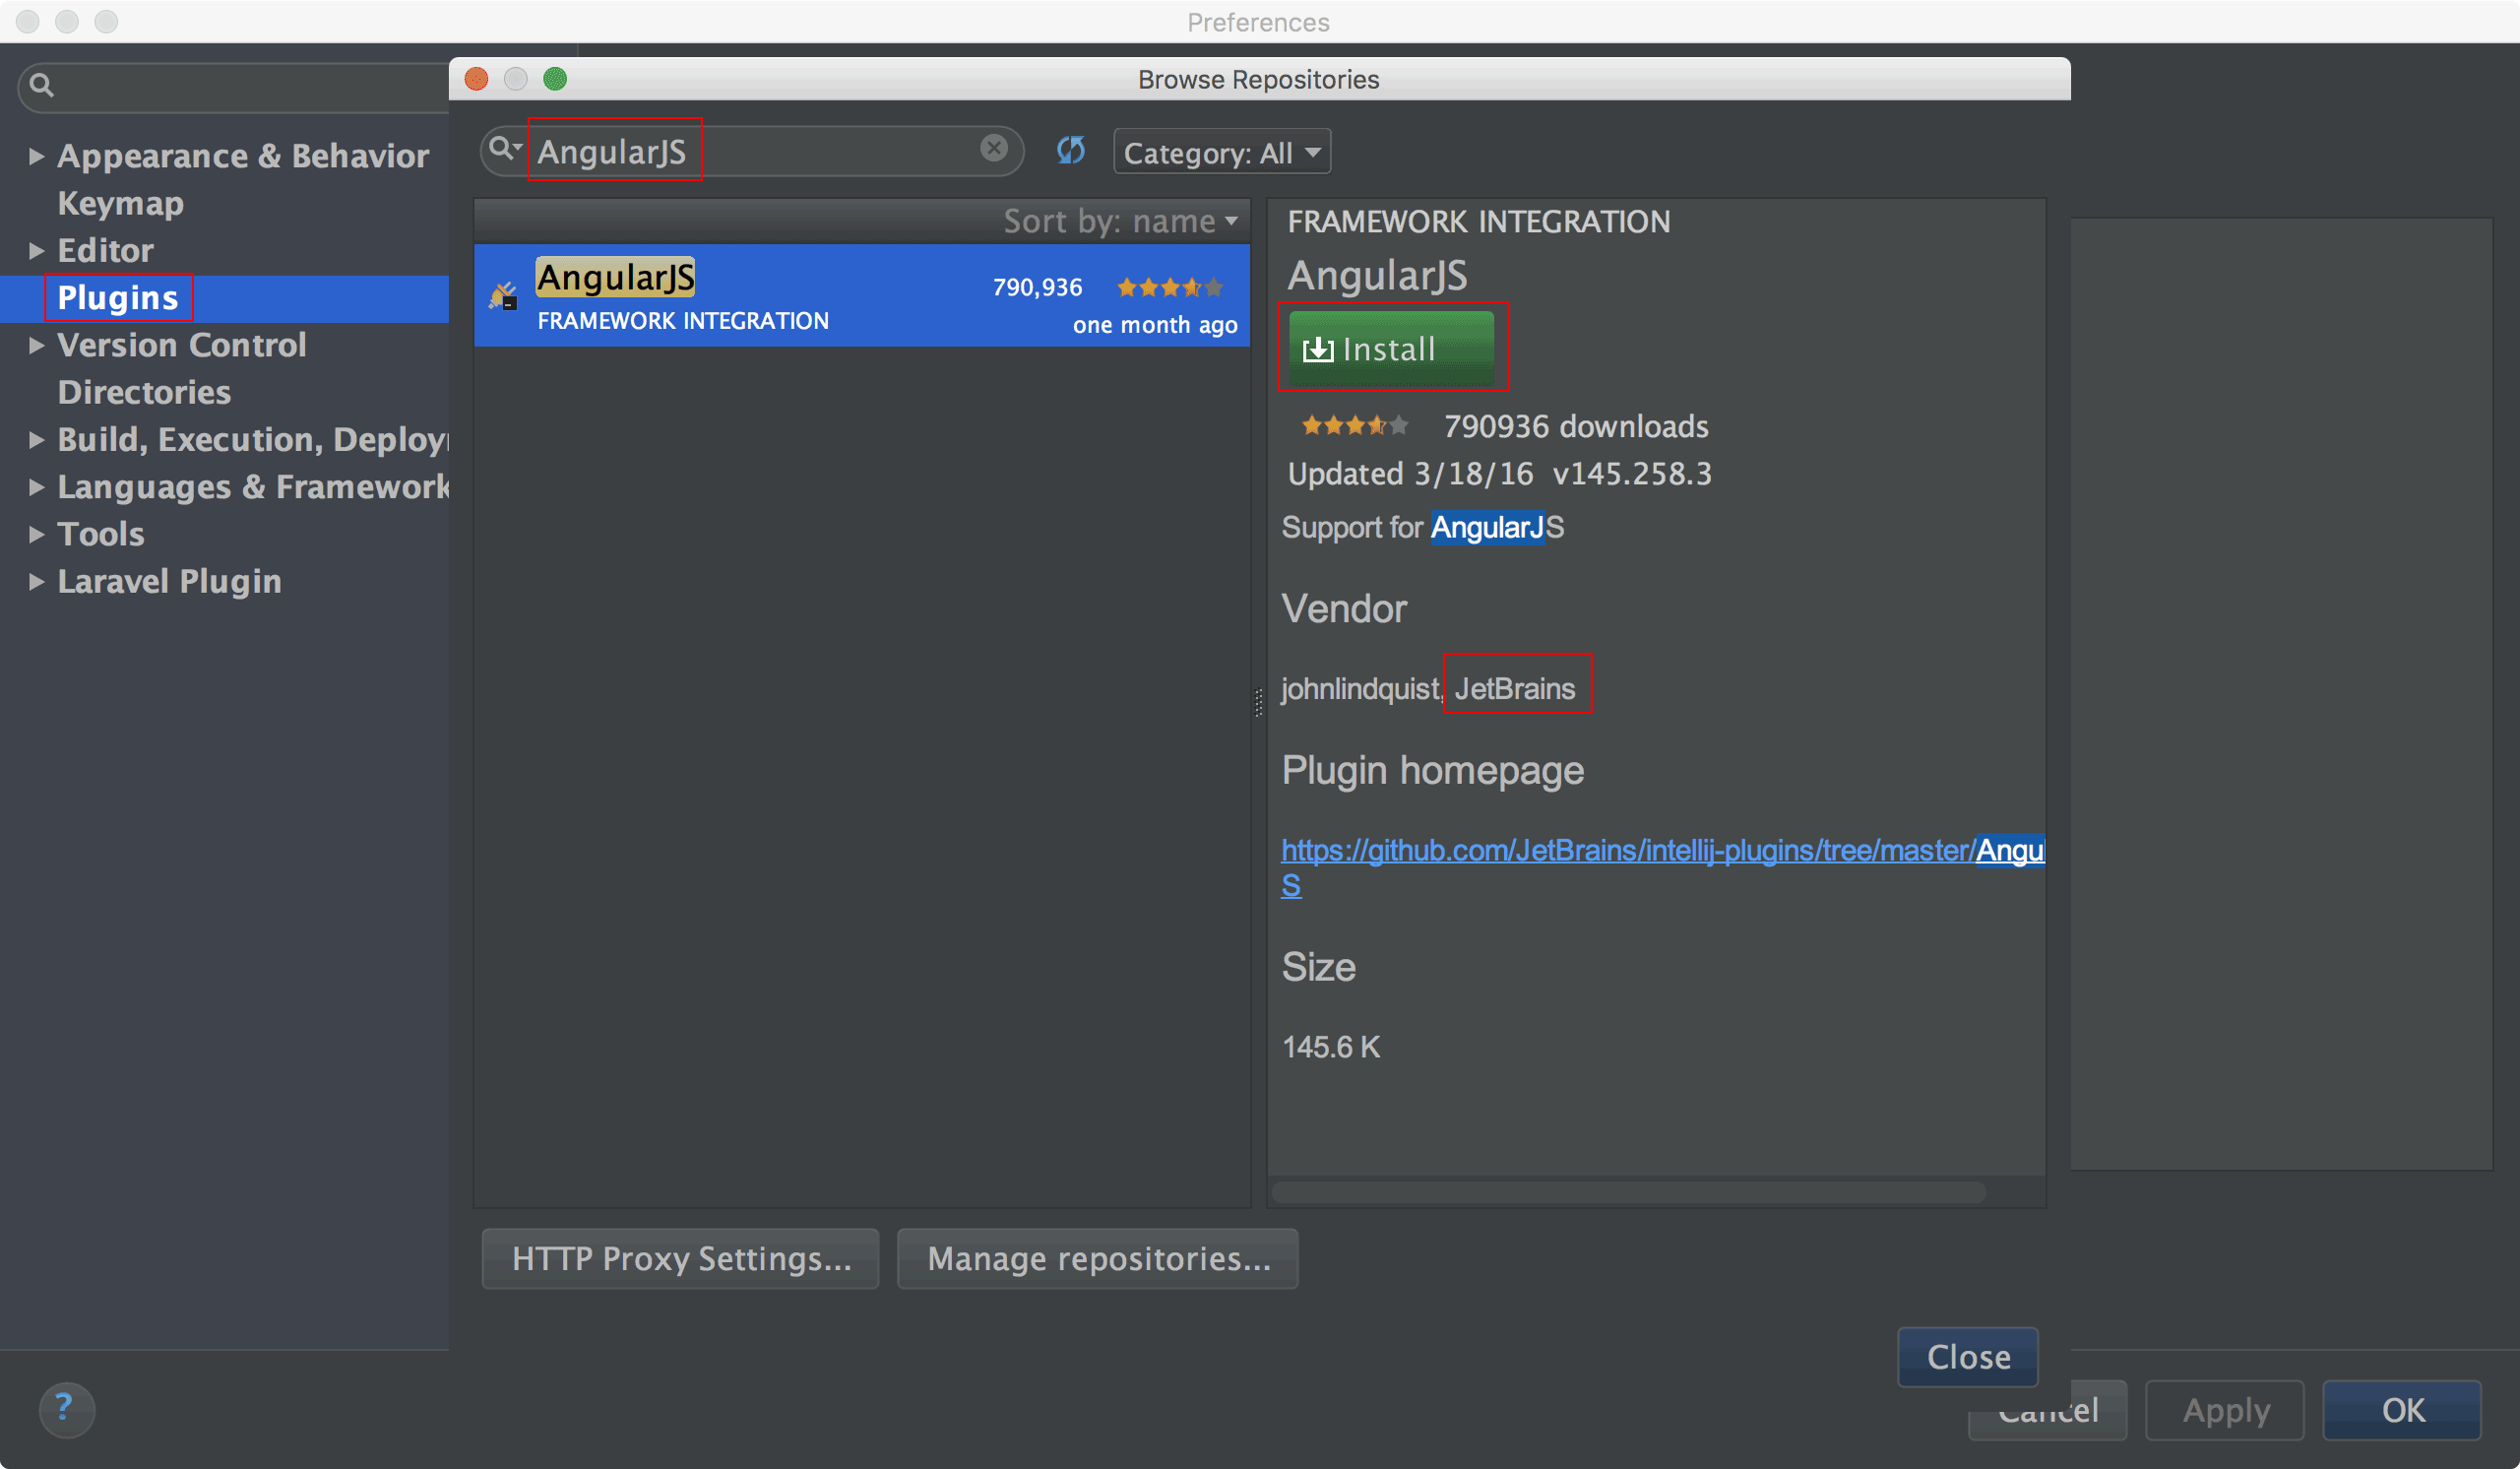 Preferences
Browse Repositories
AngularJS
Category: All
Appearance & Behavior
Keymap
Editor
Plugins
Version Control
Directories
Build, Execution, Deploy
Languages & Framework
Tools
Laravel Plugin
Sort by: name
AngularJS
790,936
FRAMEWORK INTEGRATION
one month ago
FRAMEWORK INTEGRATION
AngularJS
Install
790936 downloads
Updated 3/18/16 v145.258.3
Support for AngularJS
Vendor
johnlindquist, JetBrains
Plugin homepage
https://github.com/JetBrains/intellij-plugins/tree/master/Angul
S
Size
145.6 K
HTTP Proxy Settings...
Manage repositories...
Close
?
Cancel
Apply
OK